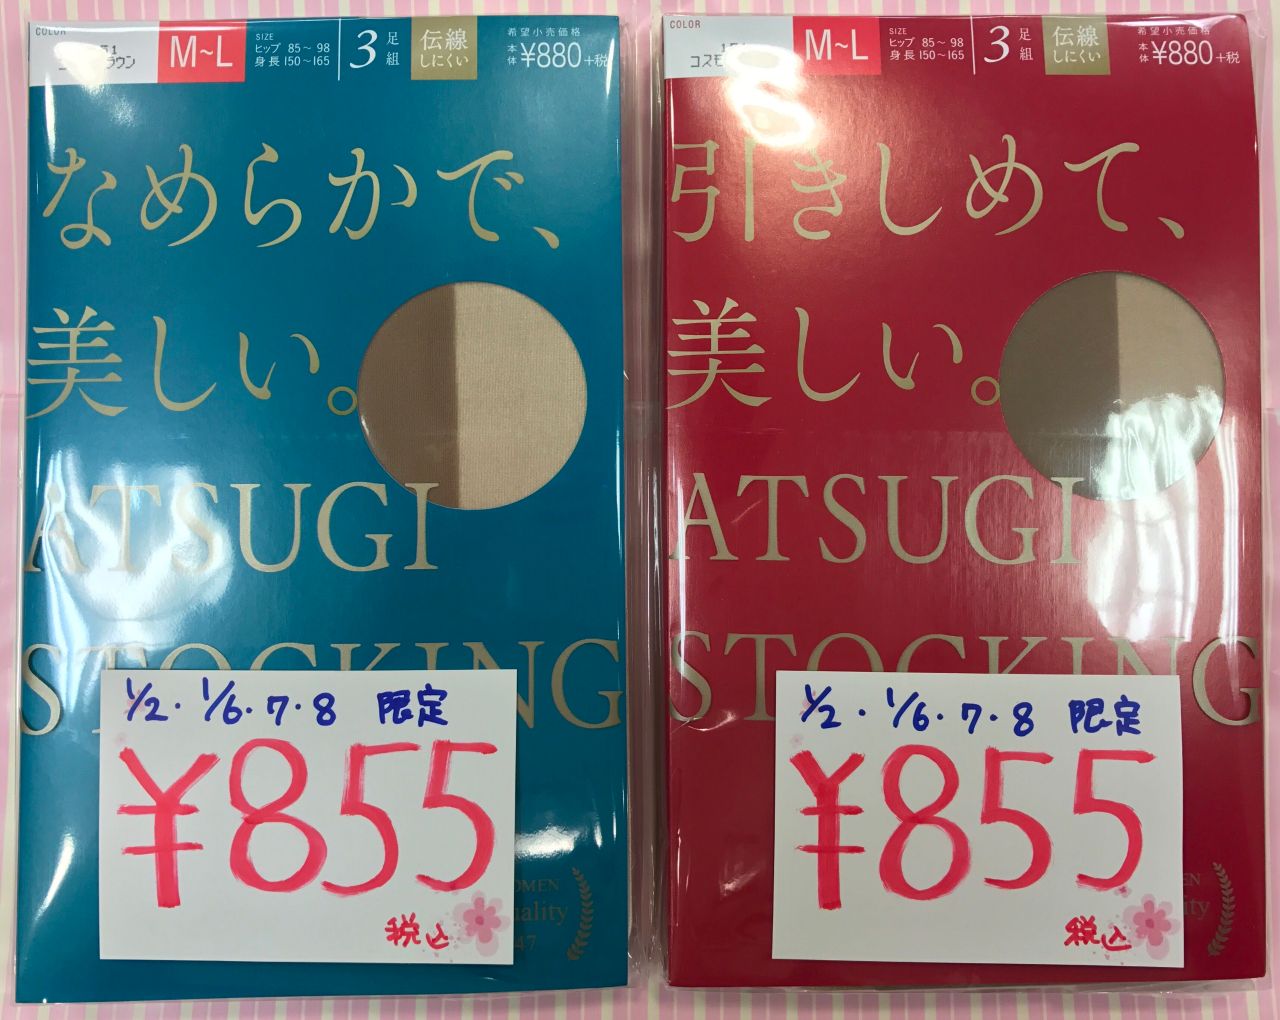 COLOR
M~L
SIZE
ヒップ 85~98
身長 150~165
3足組
伝線
しにくい
希望小売価格
本体 ¥880+税
なめらかで、
美しい。
ATSUGI
STOCKING
1/2・1/6・7・8 限定
¥855
税込
COLOR
コスモ
M~L
SIZE
ヒップ 85~98
身長 150~165
3足組
伝線
しにくい
希望小売価格
本体 ¥880+税
引きしめて、
美しい。
ATSUGI
STOCKING
1/2・1/6・7・8 限定
¥855
税込